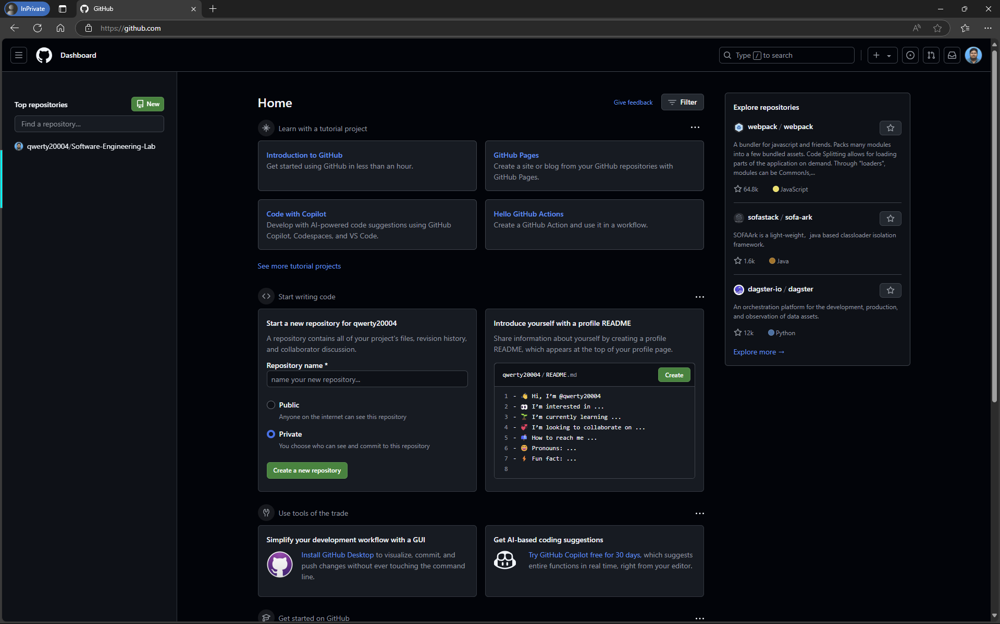 InPrivate
GitHub
https://github.com
Dashboard
Type / to search
Top repositories
New
Find a repository...
qwerty20004/Software-Engineering-Lab
Home
Give feedback
Filter
Learn with a tutorial project
Introduction to GitHub
Get started using GitHub in less than an hour.
GitHub Pages
Create a site or blog from your GitHub repositories with
GitHub Pages.
Code with Copilot
Develop with AI-powered code suggestions using GitHub
Copilot, Codespaces, and VS Code.
Hello GitHub Actions
Create a GitHub Action and use it in a workflow.
See more tutorial projects
Start writing code
Start a new repository for qwerty20004
A repository contains all of your project's files, revision history,
and collaborator discussion.
Repository name *
name your new repository...
Public
Anyone on the internet can see this repository
Private
You choose who can see and commit to this repository
Create a new repository
Introduce yourself with a profile README
Share information about yourself by creating a profile
README, which appears at the top of your profile page.
qwerty20004 / README.md
Create
1 - 👋 Hi, I’m @qwerty20004
2 - 👀 I’m interested in ...
3 - 🌱 I’m currently learning ...
4 - 💞️ I’m looking to collaborate on ...
5 - 📫 How to reach me ...
6 - 😄 Pronouns: ...
7 - ⚡ Fun fact: ...
8
Use tools of the trade
Simplify your development workflow with a GUI
Install GitHub Desktop to visualize, commit, and
push changes without ever touching the command
line.
Get AI-based coding suggestions
Try GitHub Copilot free for 30 days, which suggests
entire functions in real time, right from your editor.
Get started on GitHub
Explore repositories
webpack / webpack
A bundler for javascript and friends. Packs many modules
into a few bundled assets. Code Splitting allows for loading
parts of the application on demand. Through "loaders",
modules can be CommonJs,...
64.8k
JavaScript
sofastack / sofa-ark
SOFAArk is a light-weight，java based classloader isolation
framework.
1.6k
Java
dagster-io / dagster
An orchestration platform for the development, production,
and observation of data assets.
12k
Python
Explore more →